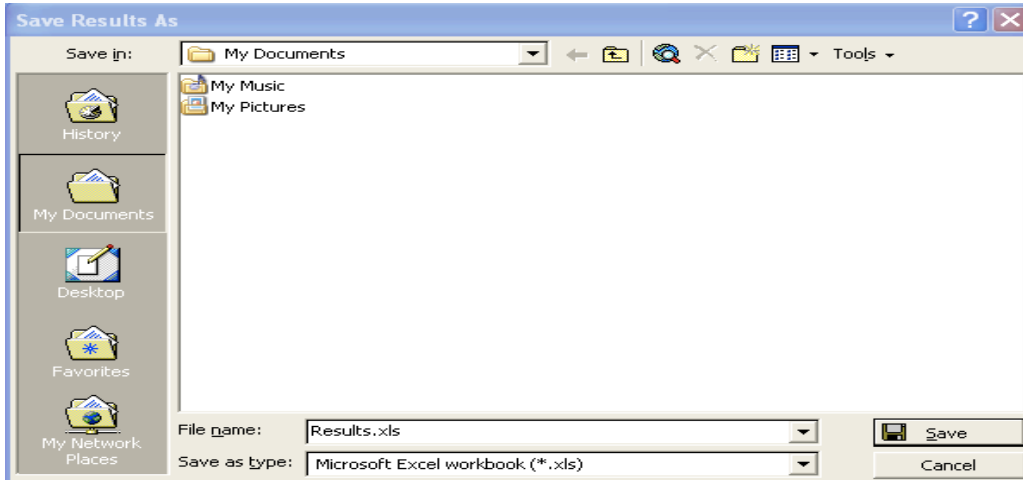 Save Results As
Save in: My Documents Tools
My Music
My Pictures
History
My Documents
Desktop
Favorites
My Network
Places
File name: Results.xls Save
Save as type: Microsoft Excel workbook (*.xls) Cancel